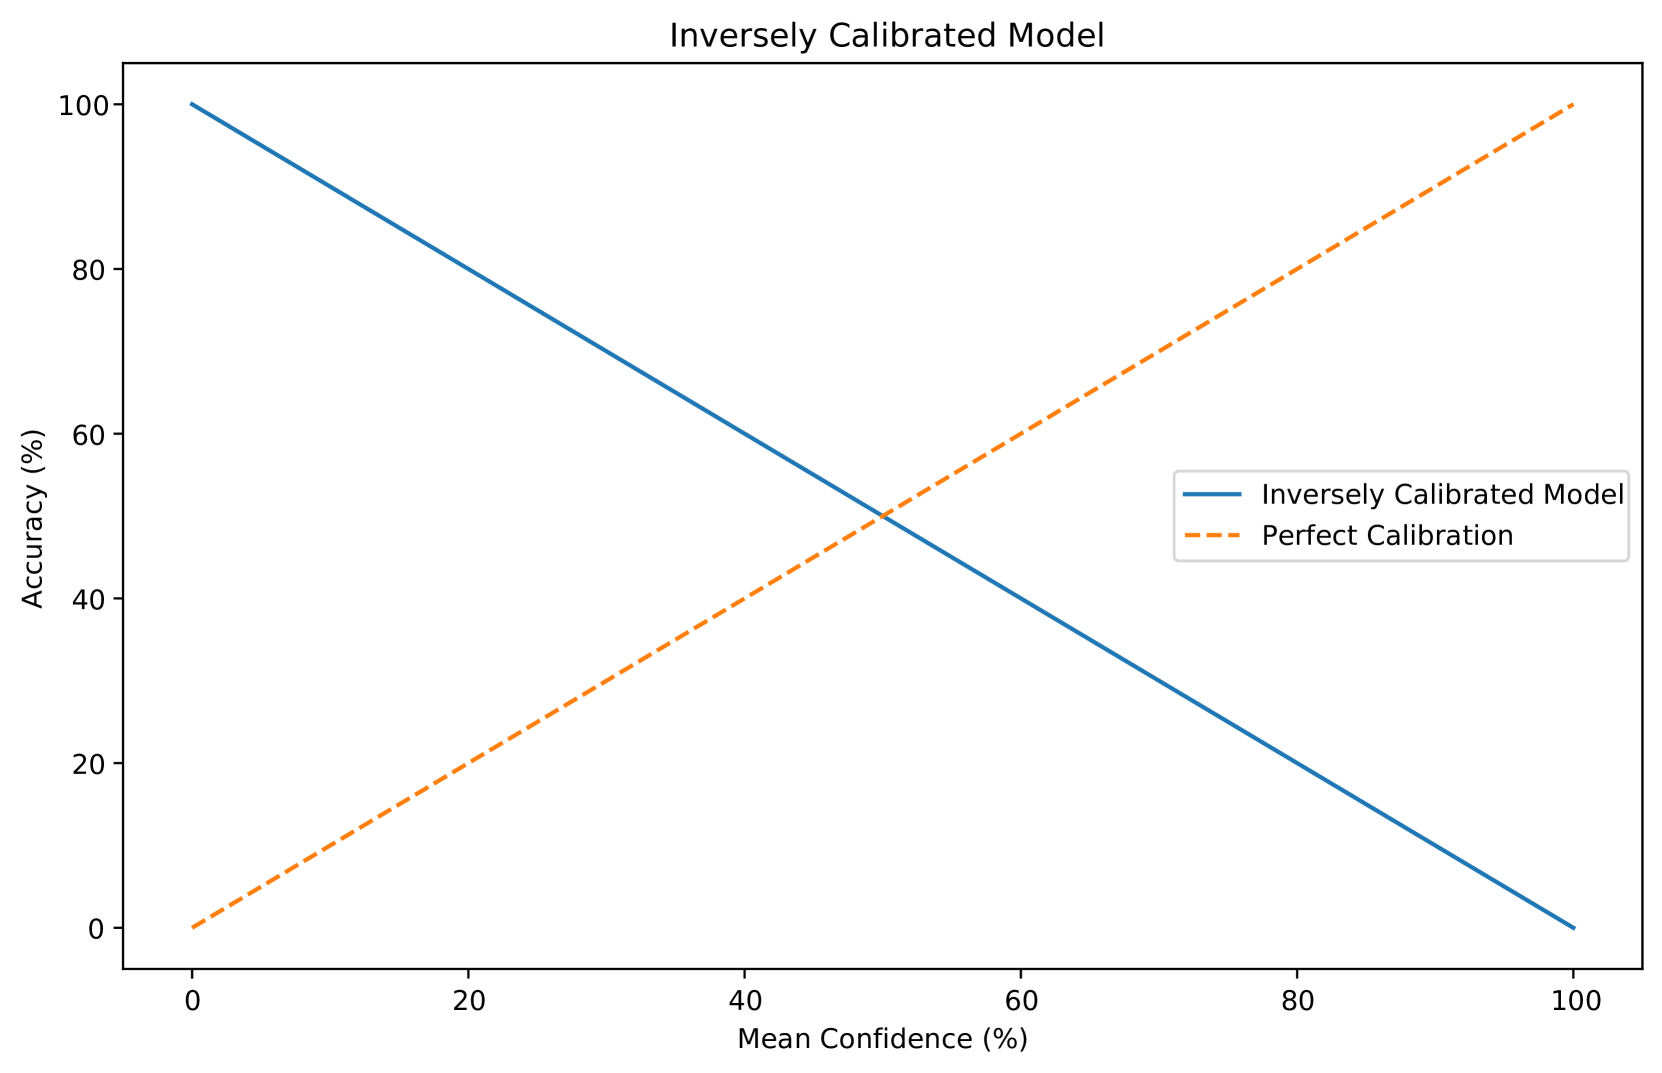 Inversely Calibrated Model
100
80
60
40
20
0
Accuracy (%)
Inversely Calibrated Model
Perfect Calibration
0 20 40 60 80 100
Mean Confidence (%)